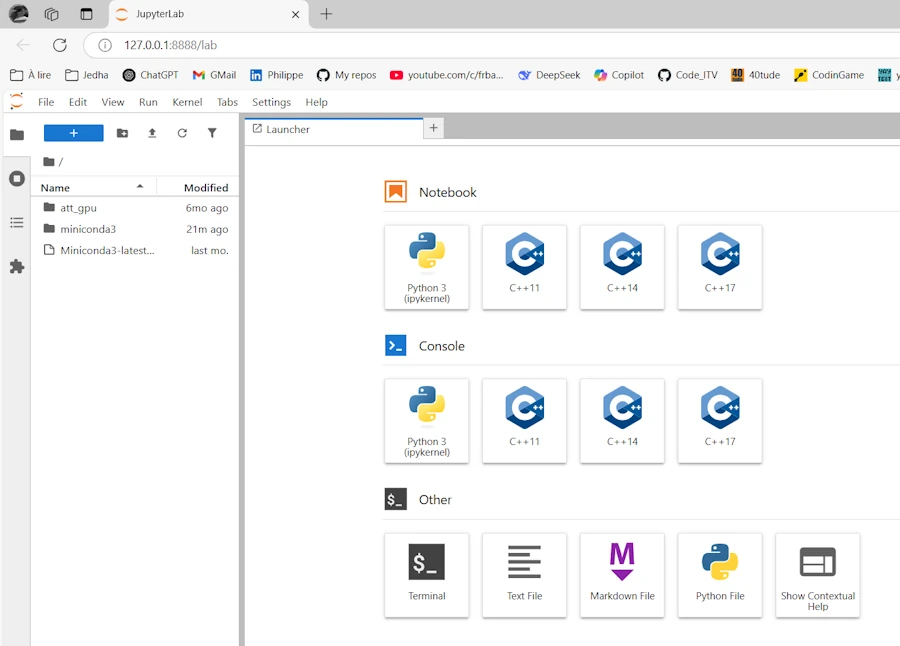 JupyterLab
127.0.0.1:8888/lab
À lire Jedha ChatGPT GMail Philippe My repos youtube.com/c/frba... DeepSeek Copilot Code_ITV 40tude CodinGame
File Edit View Run Kernel Tabs Settings Help
+
Launcher
+
/
Name Modified
att_gpu 6mo ago
miniconda3 21m ago
Miniconda3-latest... last mo.
Notebook
Python 3
(ipykernel)
C++11
C++14
C++17
Console
Python 3
(ipykernel)
C++11
C++14
C++17
$_ Other
$_
Terminal
Text File
M
Markdown File
Python File
Show Contextual
Help